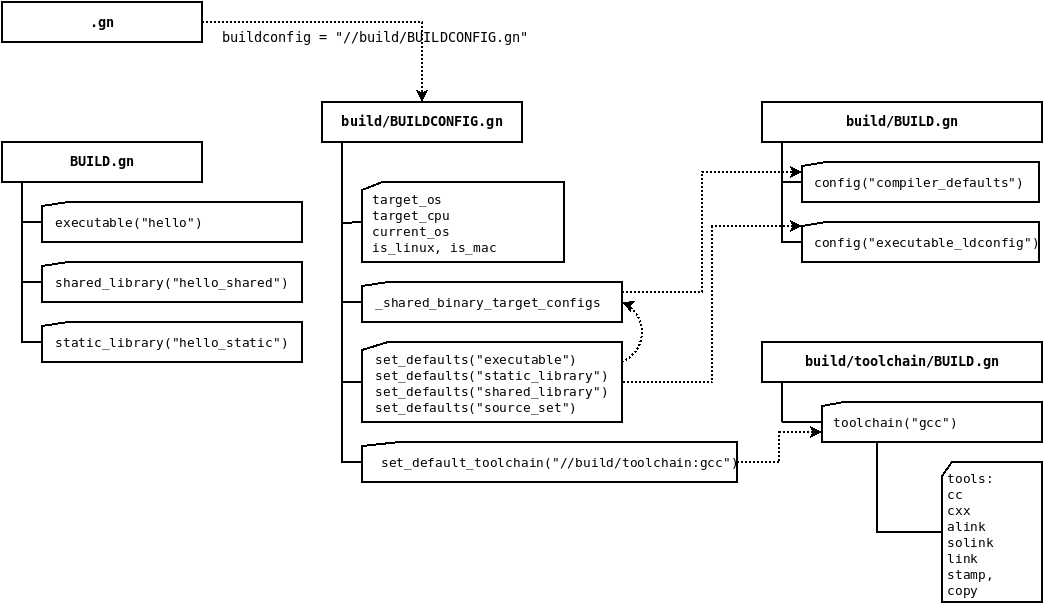 .gn
buildconfig = "//build/BUILDCONFIG.gn"
BUILD.gn
executable("hello")
shared_library("hello_shared")
static_library("hello_static")
build/BUILDCONFIG.gn
target_os
target_cpu
current_os
is_linux, is_mac
_shared_binary_target_configs
set_defaults("executable")
set_defaults("static_library")
set_defaults("shared_library")
set_defaults("source_set")
set_default_toolchain("//build/toolchain:gcc")
build/BUILD.gn
config("compiler_defaults")
config("executable_ldconfig")
build/toolchain/BUILD.gn
toolchain("gcc")
tools:
cc
cxx
alink
solink
link
stamp,
copy